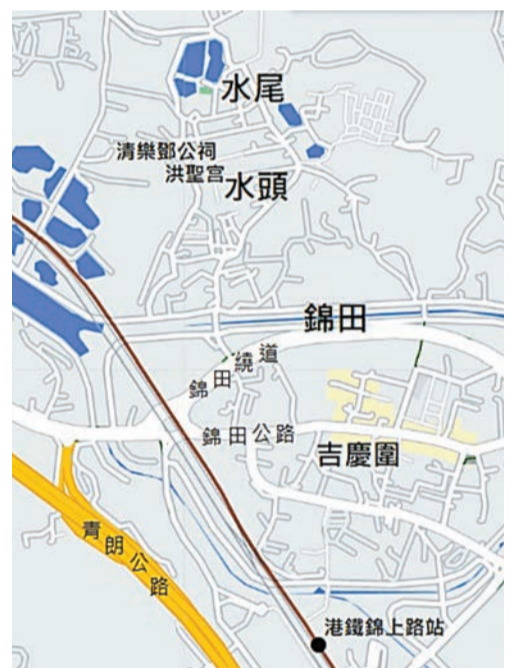 水尾
清樂鄧公祠
洪聖宮
水頭
錦田
錦田繞道
錦田公路
吉慶圍
青朗公路
港鐵錦上路站